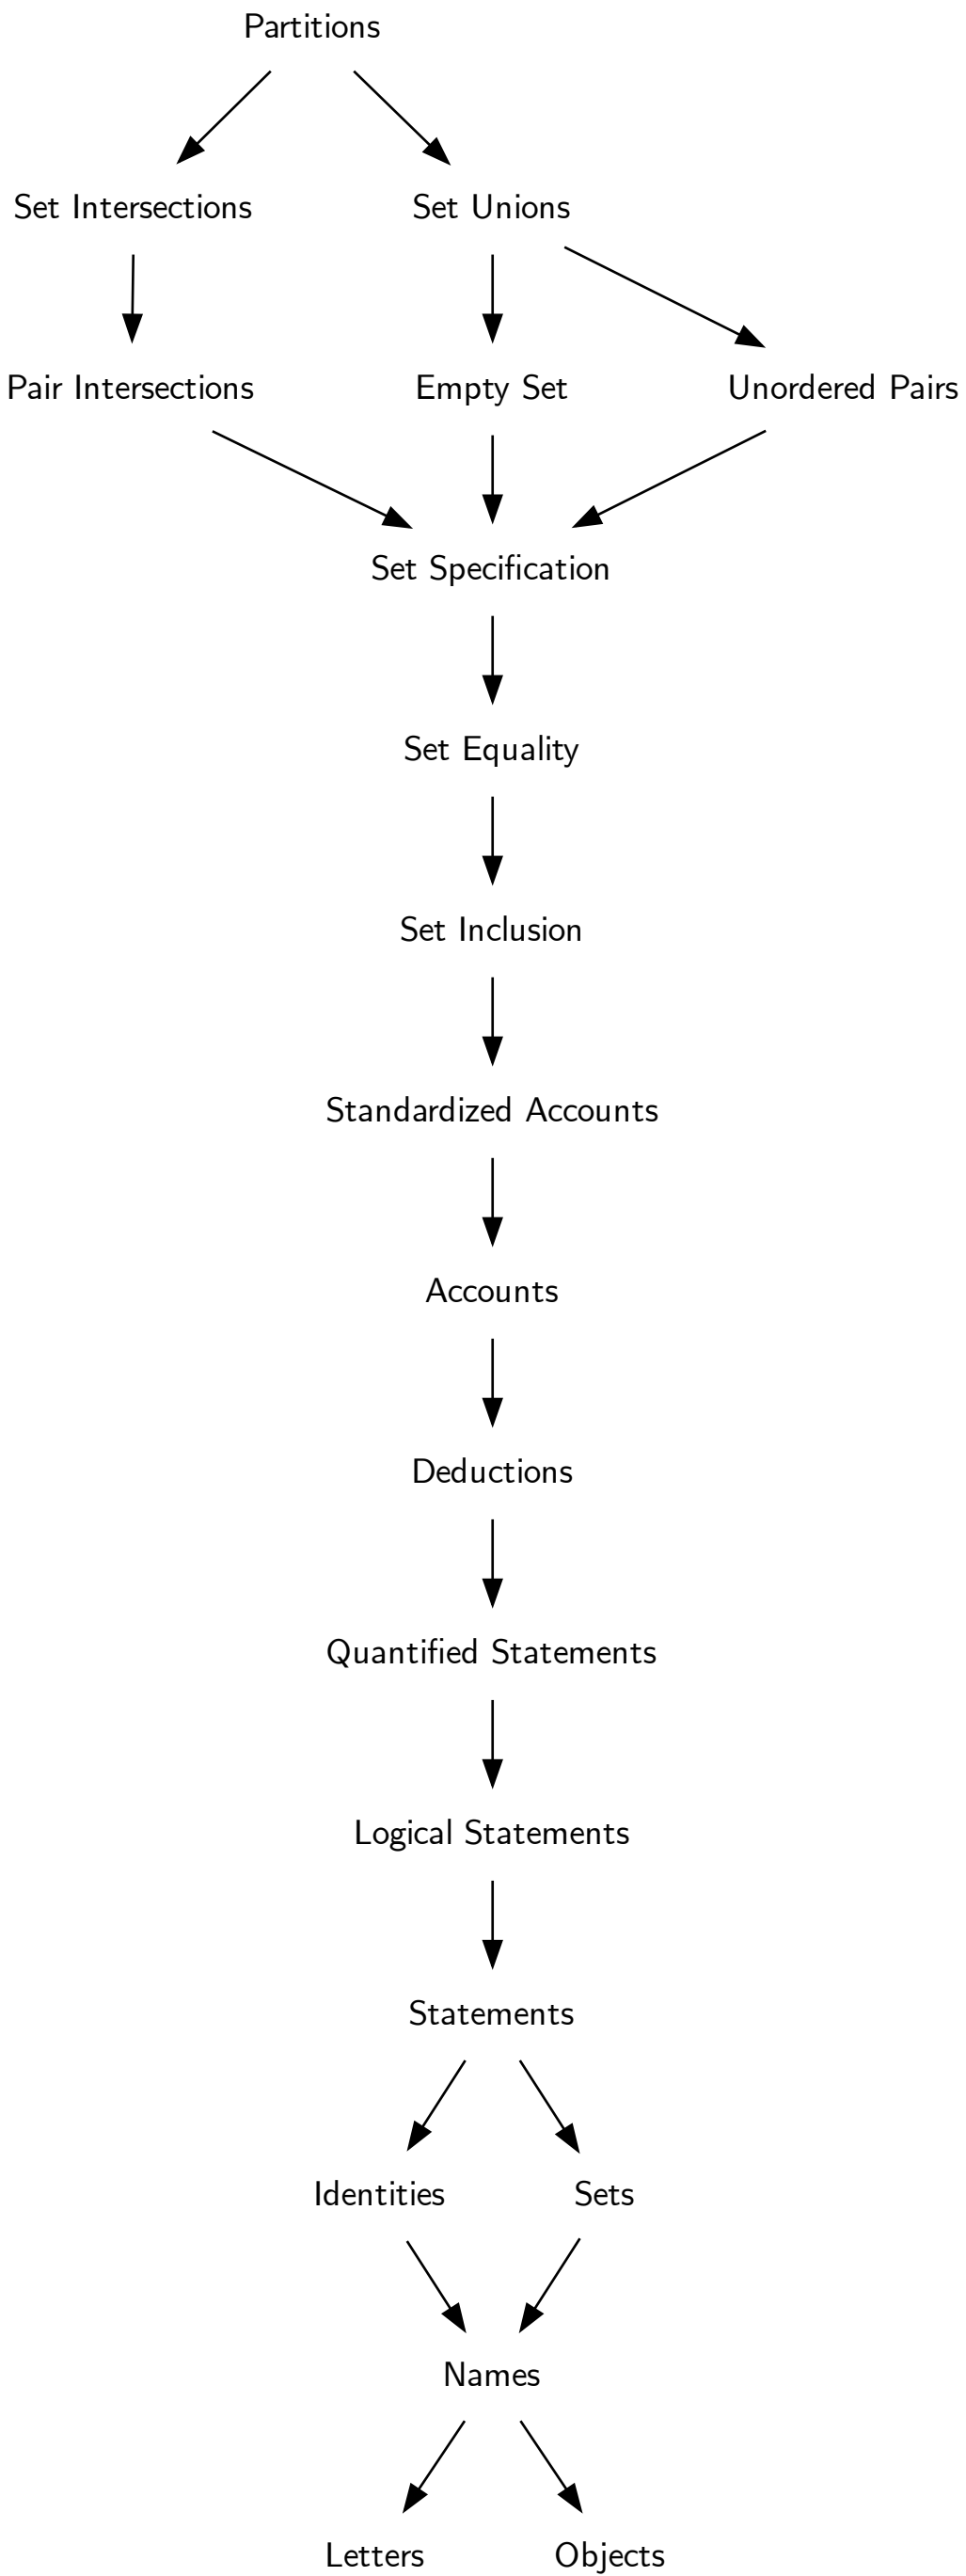 Partitions
Set Intersections
Set Unions
Pair Intersections
Empty Set
Unordered Pairs
Set Specification
Set Equality
Set Inclusion
Standardized Accounts
Accounts
Deductions
Quantified Statements
Logical Statements
Statements
Identities
Sets
Names
Letters
Objects